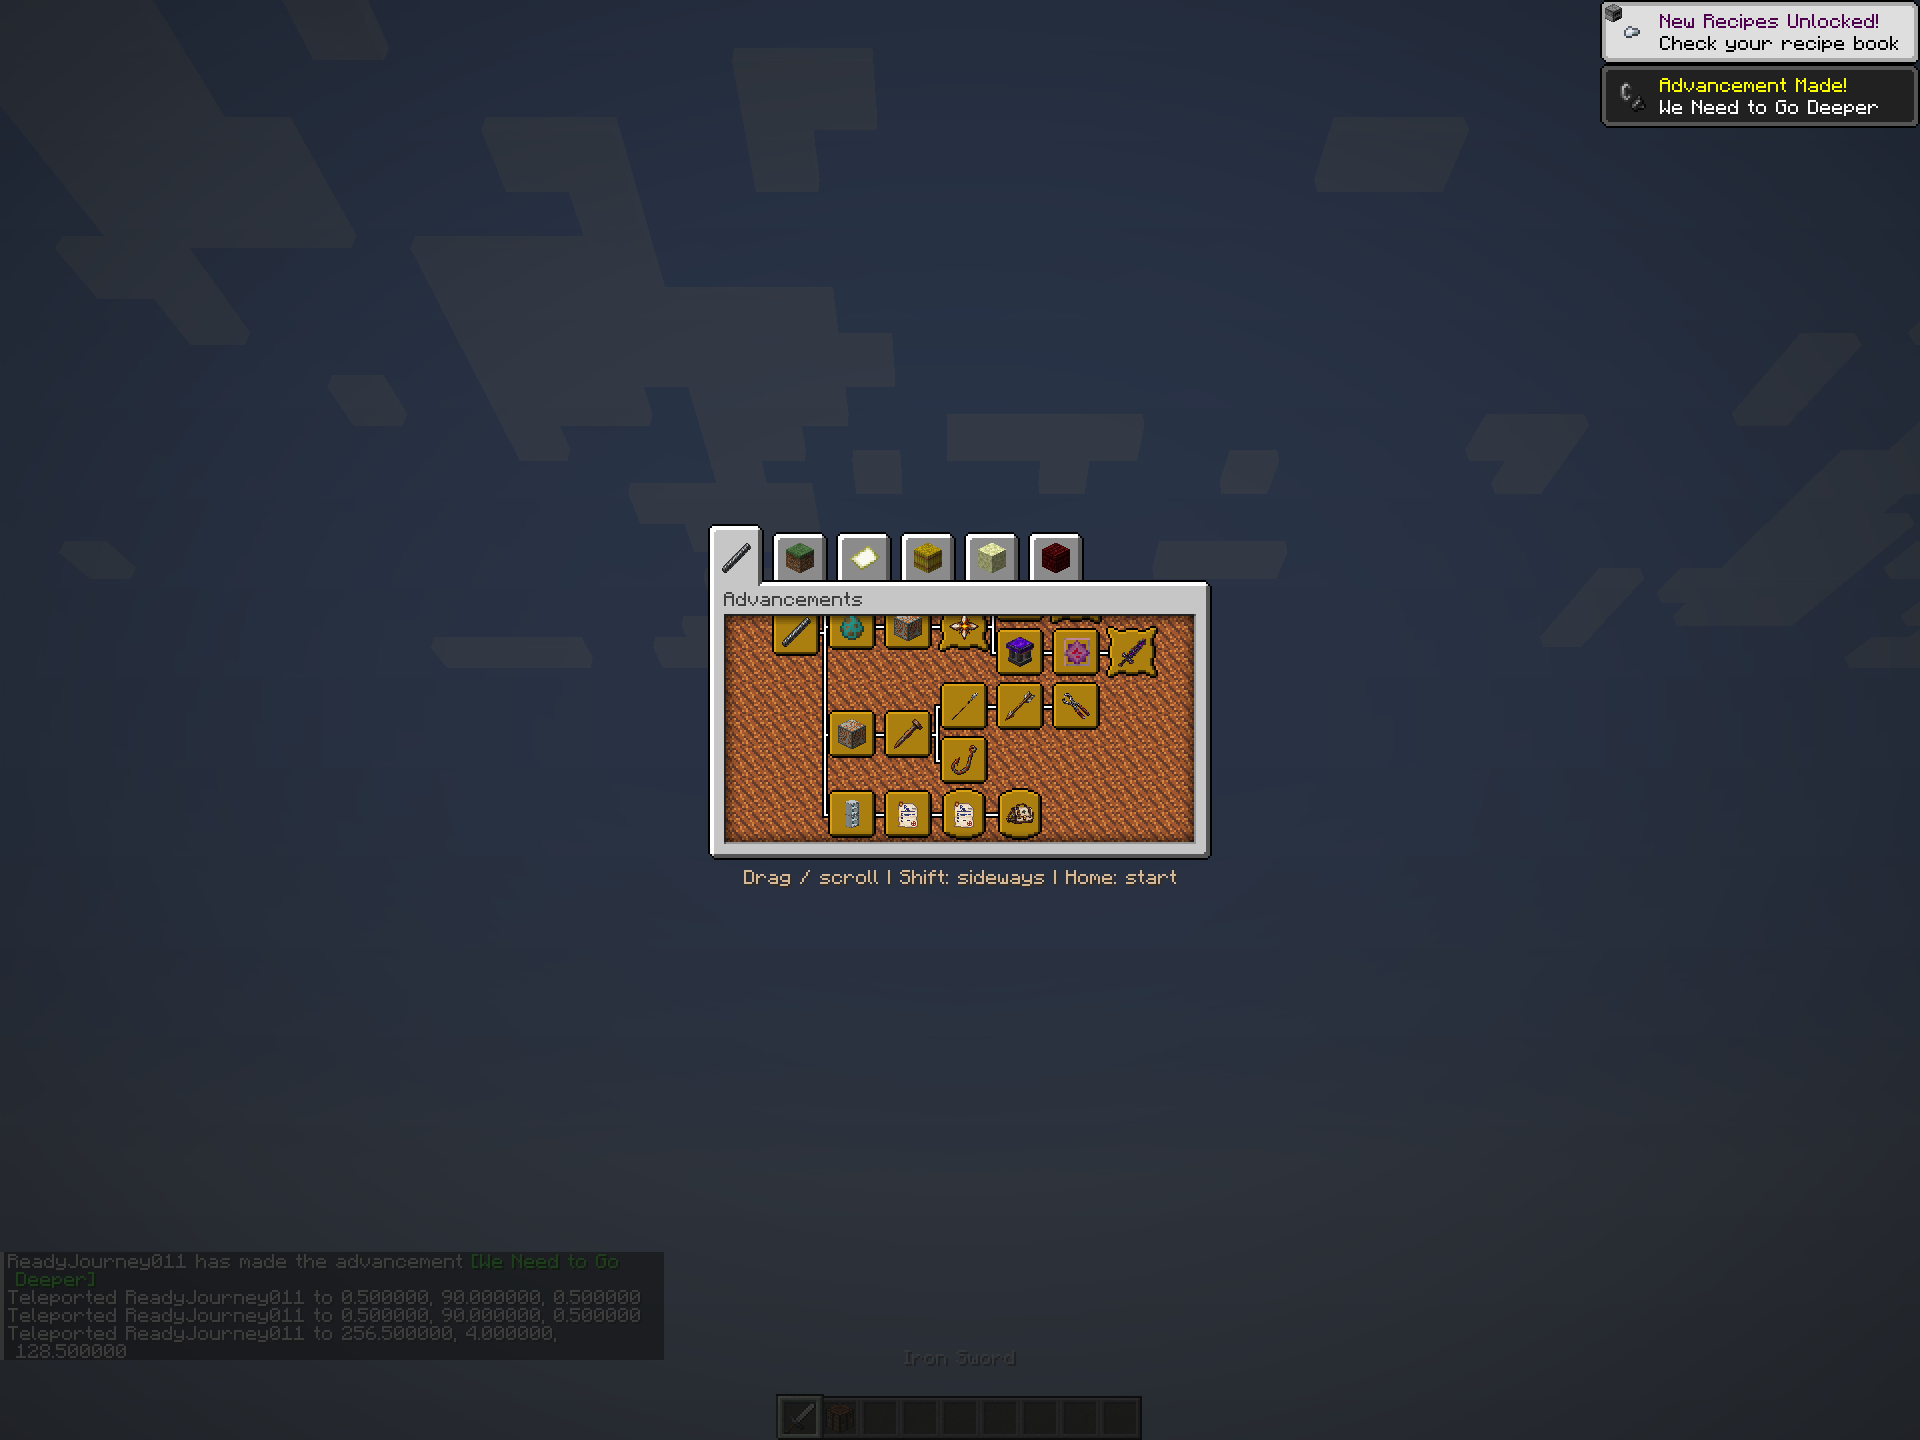 New Recipes Unlocked!
Check your recipe book
Advancement Made!
We Need to Go Deeper
Advancements
Drag / scroll | Shift: sideways | Home: start
ReadyJourney011 has made the advancement [We Need to Go
Deeper]
Teleported ReadyJourney011 to 0.500000, 90.000000, 0.500000
Teleported ReadyJourney011 to 0.500000, 90.000000, 0.500000
Teleported ReadyJourney011 to 256.500000, 4.000000,
128.500000
Iron Sword